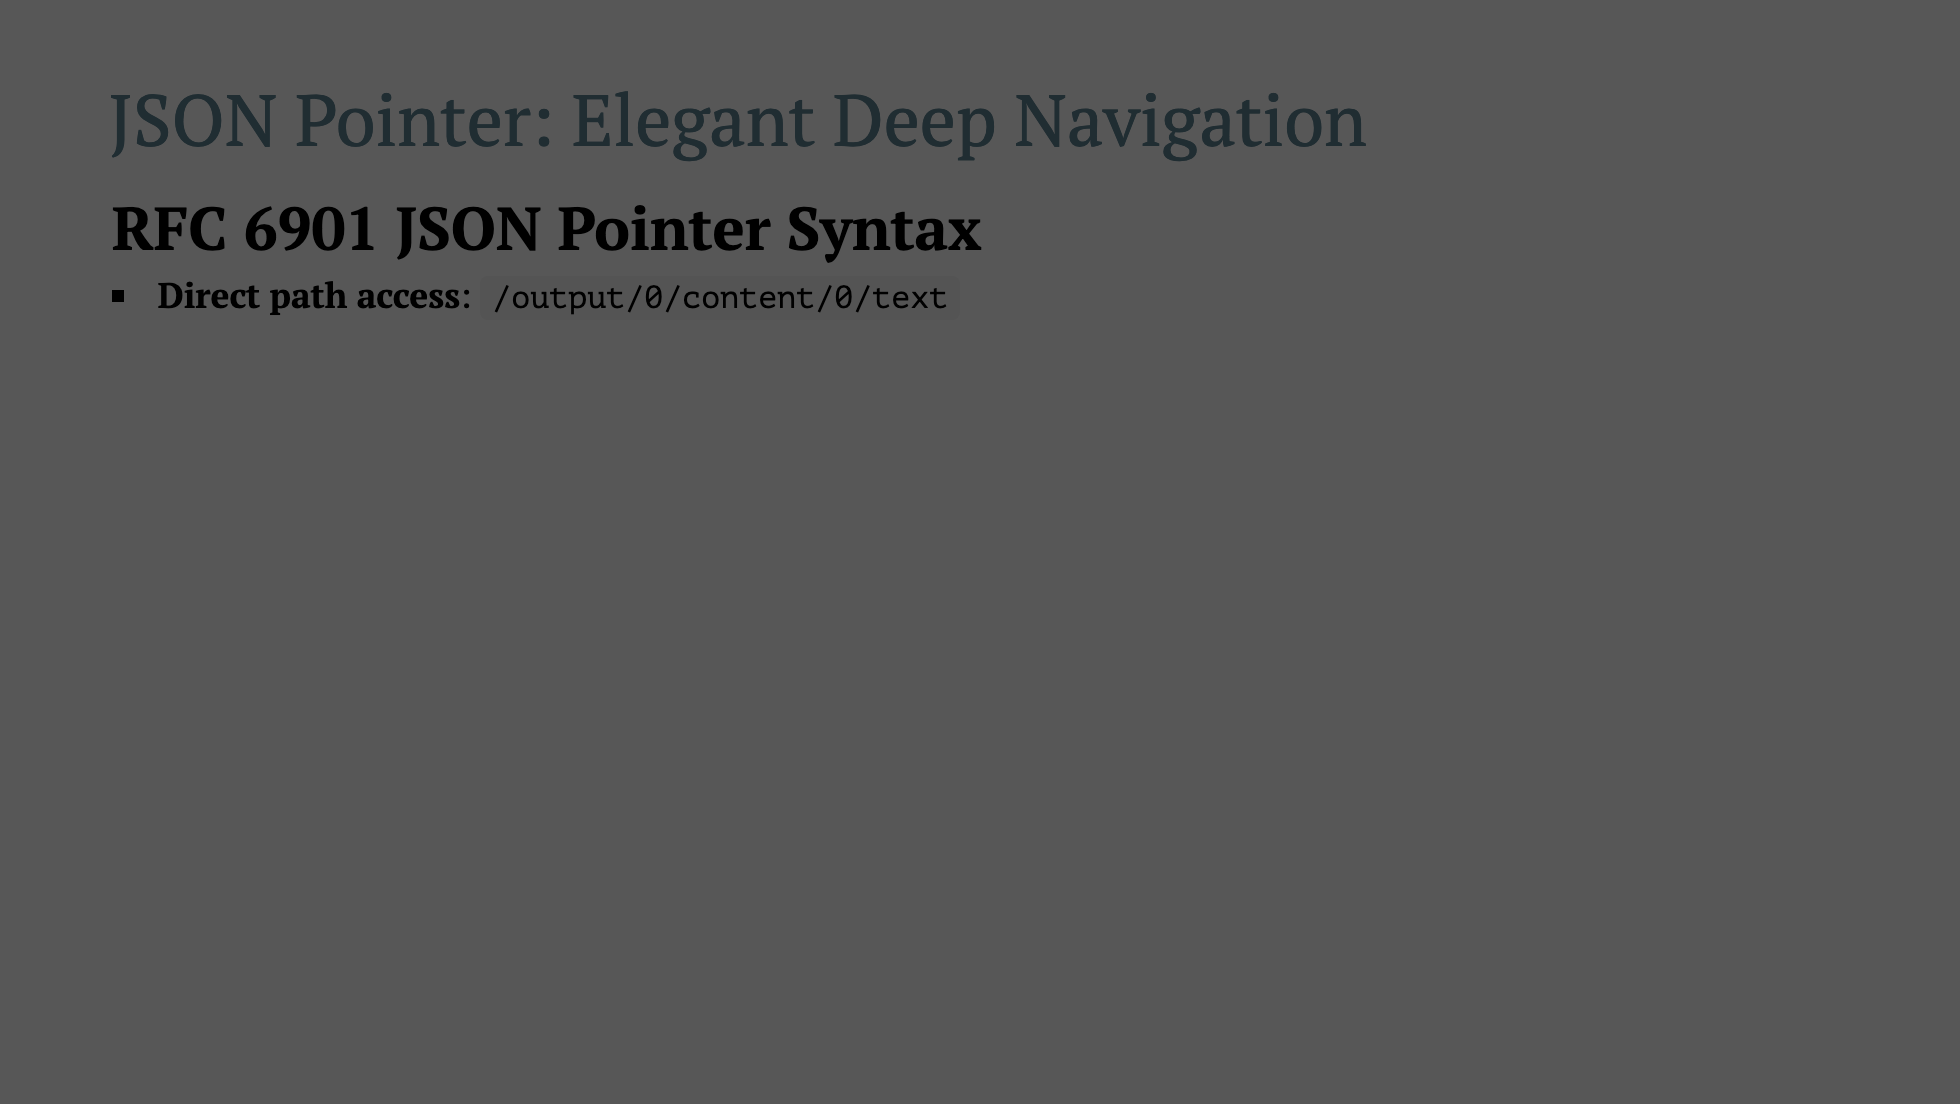 JSON Pointer: Elegant Deep Navigation
RFC 6901 JSON Pointer Syntax
▪ Direct path access: /output/0/content/0/text